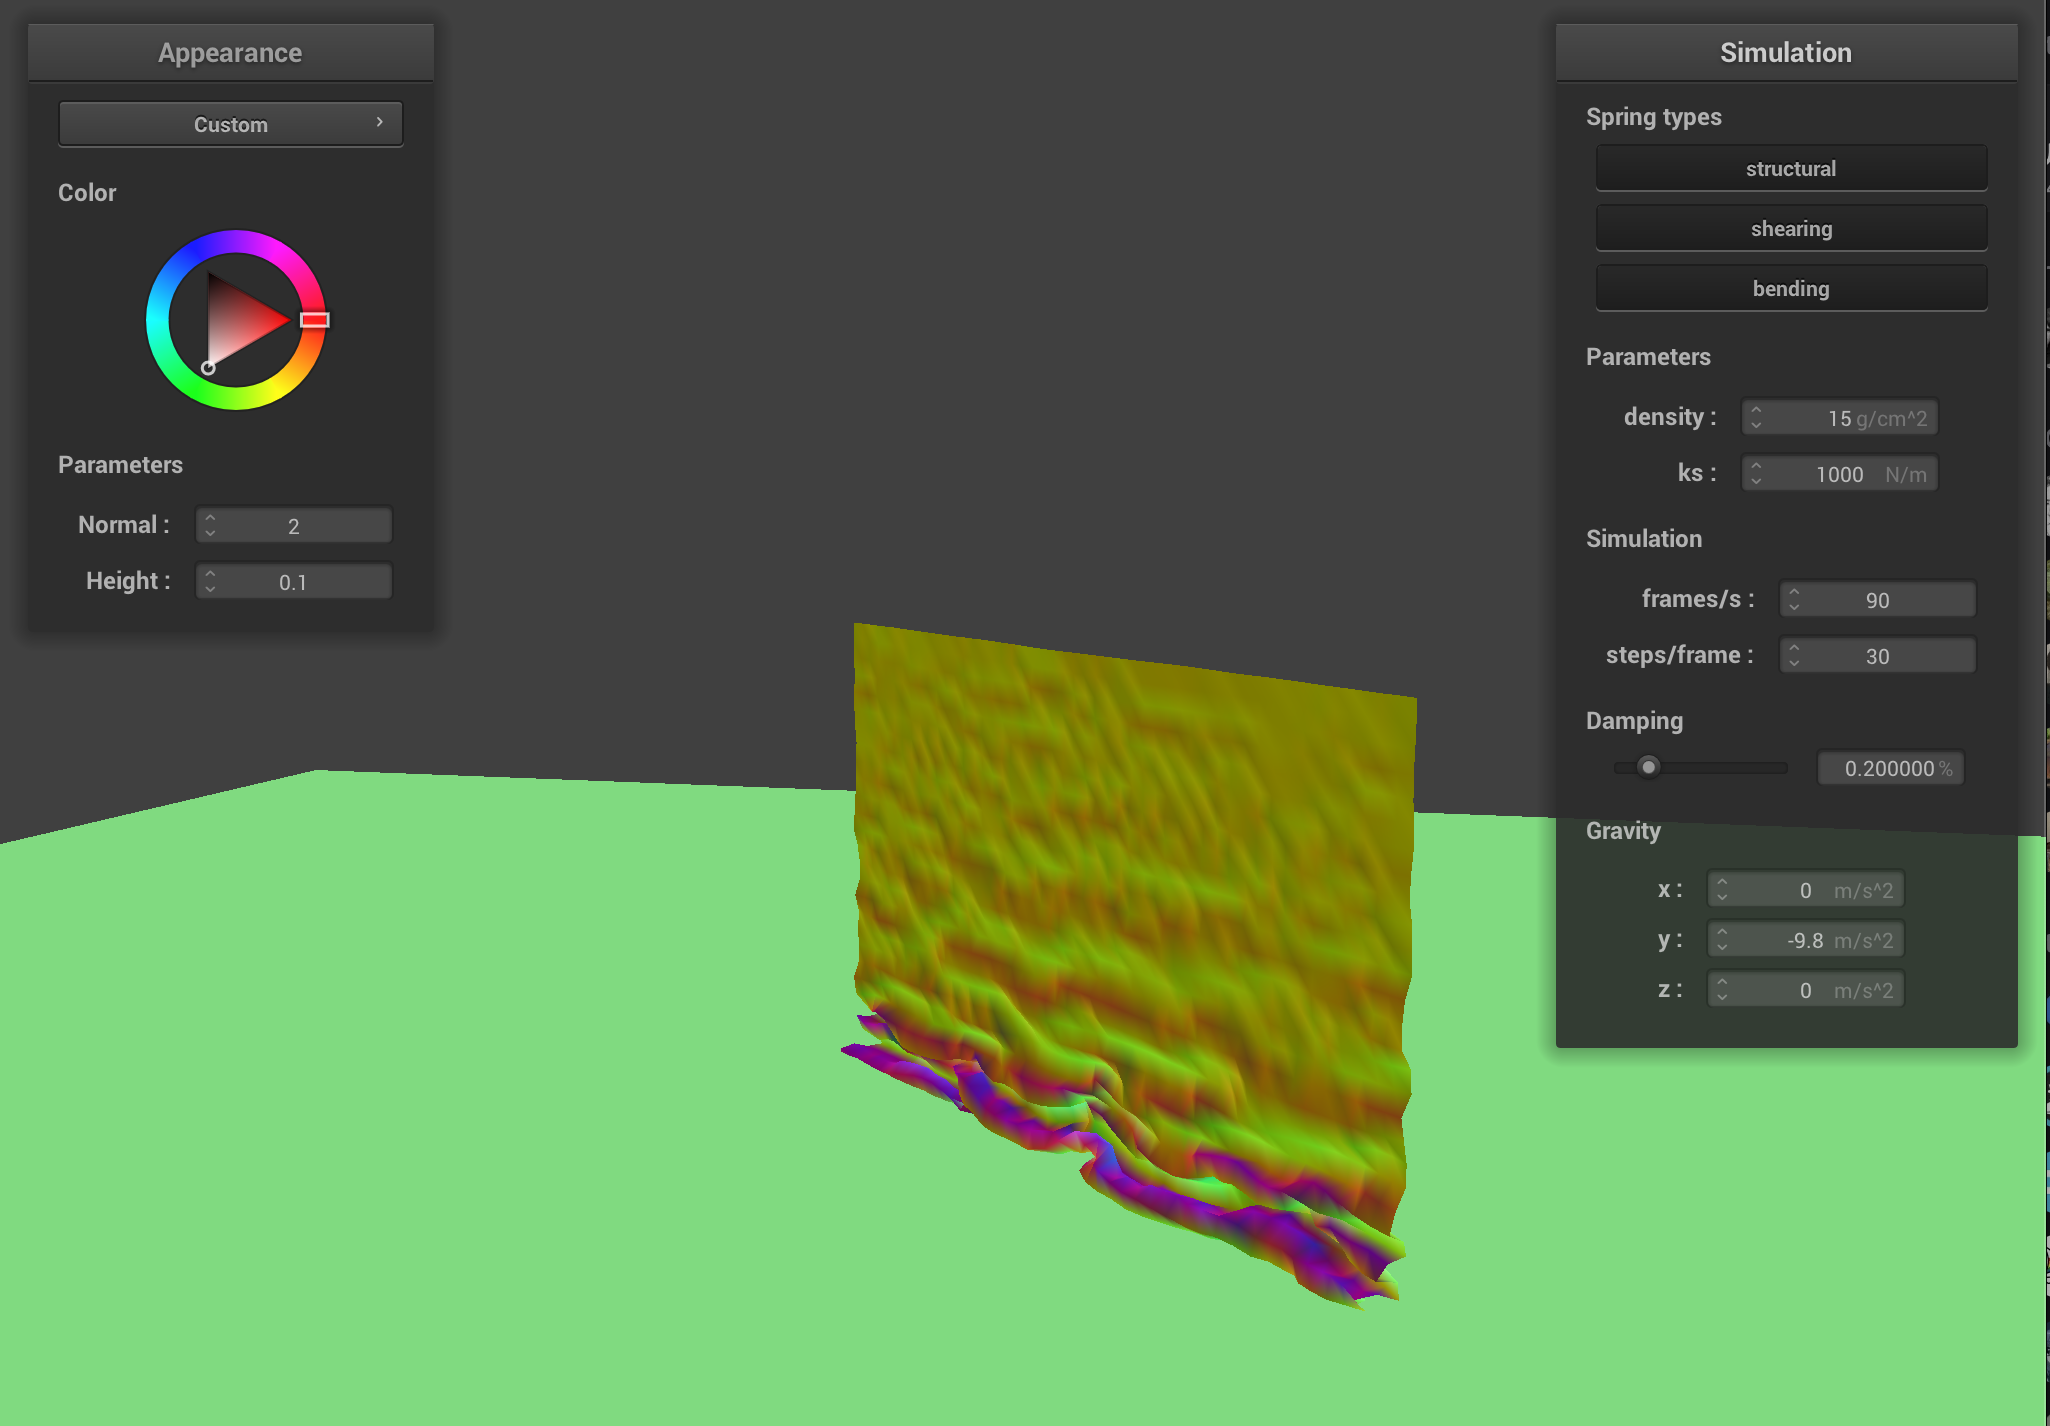 Appearance
Custom
Color
Parameters
Normal : 2
Height : 0.1
Simulation
Spring types
structural
shearing
bending
Parameters
density : 15 g/cm^2
ks : 1000 N/m
Simulation
frames/s : 90
steps/frame : 30
Damping
0.200000 %
Gravity
x : 0 m/s^2
y : -9.8 m/s^2
z : 0 m/s^2